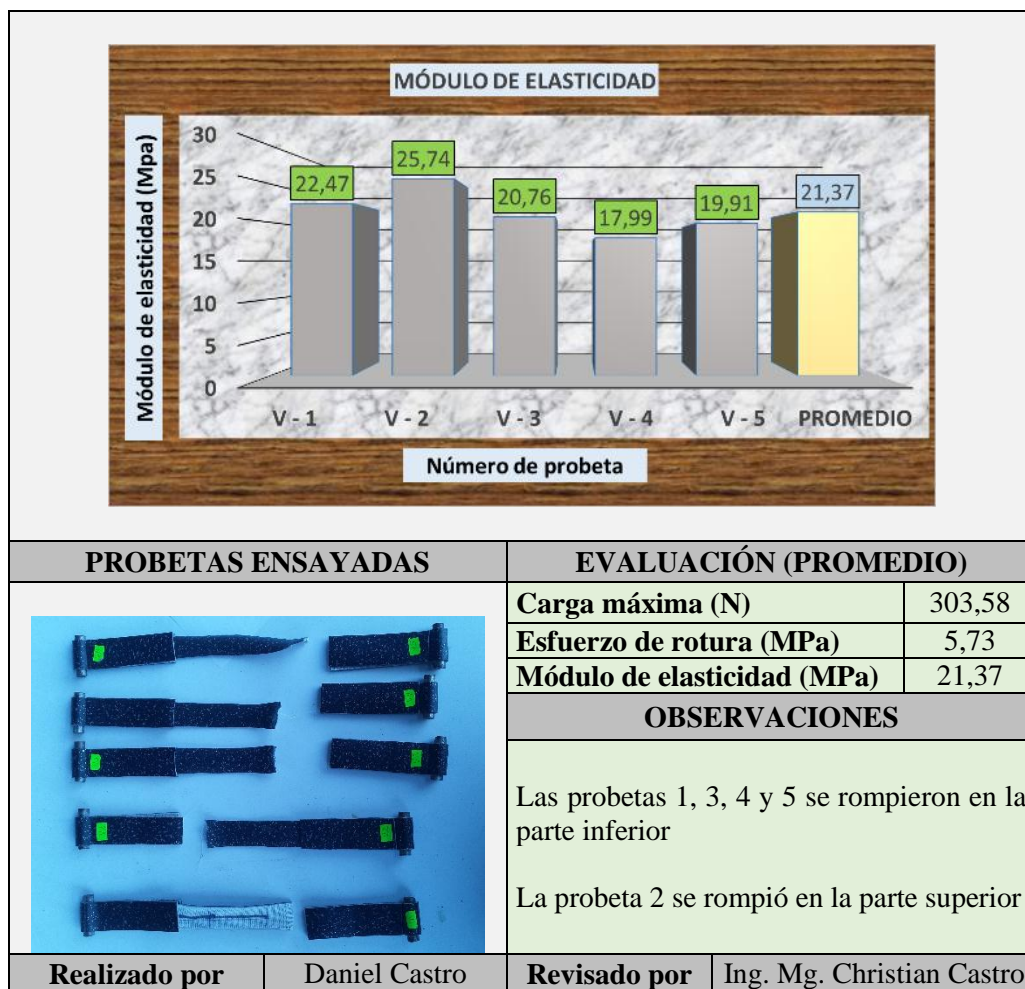 MÓDULO DE ELASTICIDAD
Módulo de elasticidad (Mpa)
30
25
20
15
10
5
0
22,47
25,74
20,76
17,99
19,91
21,37
V - 1
V - 2
V - 3
V - 4
V - 5
PROMEDIO
Número de probeta
PROBETAS ENSAYADAS
EVALUACIÓN (PROMEDIO)
Carga máxima (N) 303,58
Esfuerzo de rotura (MPa) 5,73
Módulo de elasticidad (MPa) 21,37
OBSERVACIONES
Las probetas 1, 3, 4 y 5 se rompieron en la
parte inferior
La probeta 2 se rompió en la parte superior
Realizado por Daniel Castro Revisado por Ing. Mg. Christian Castro